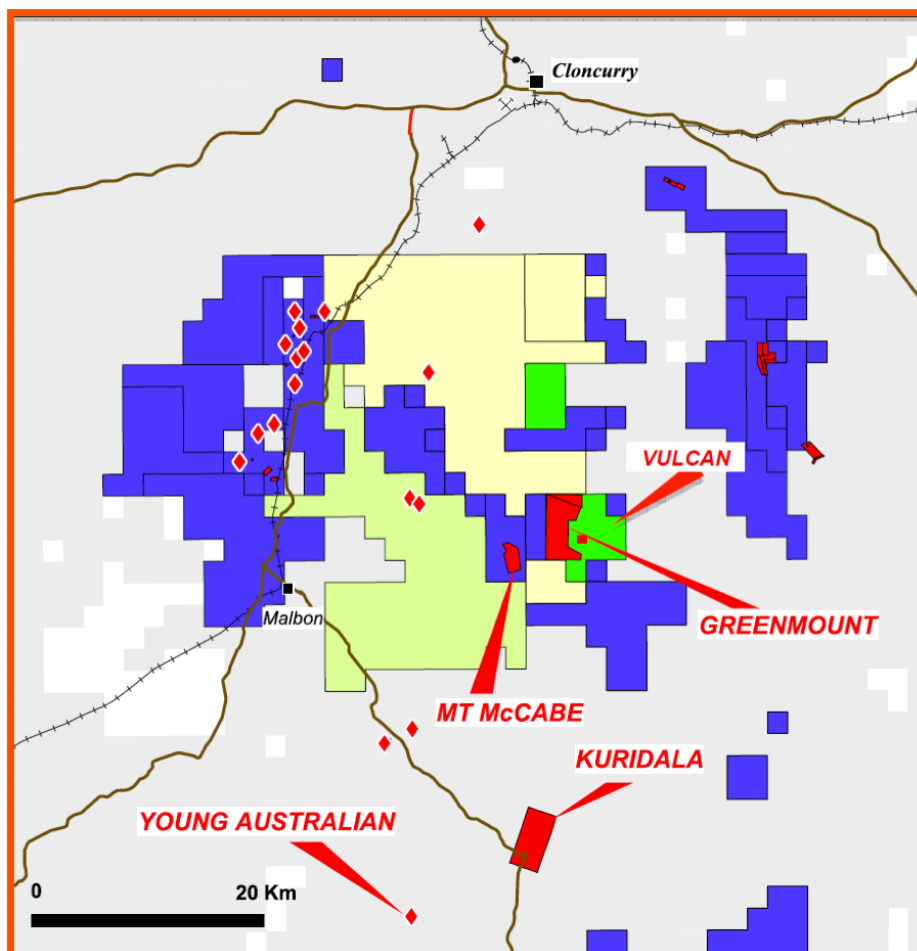 Cloncurry
VULCAN
GREENMOUNT
Malbon
MT McCABE
KURIDALA
YOUNG AUSTRALIAN
0
20 Km